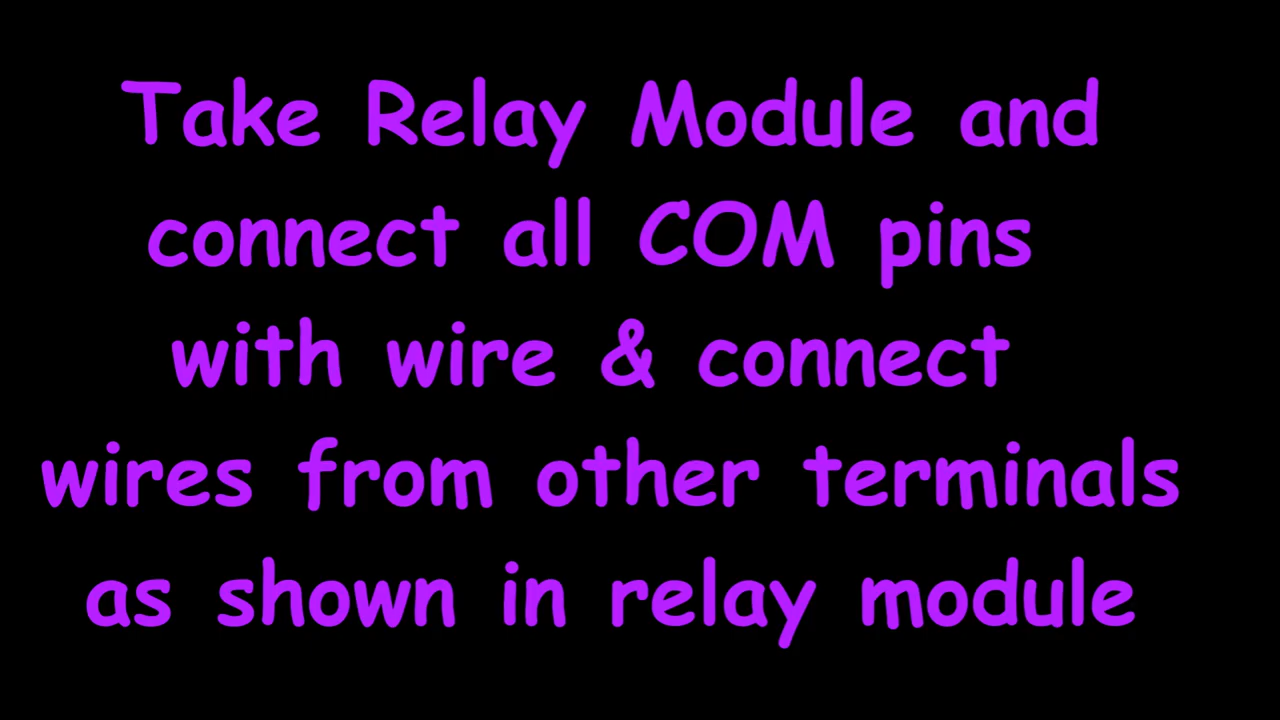 Take Relay Module and
connect all COM pins
with wire & connect
wires from other terminals
as shown in relay module